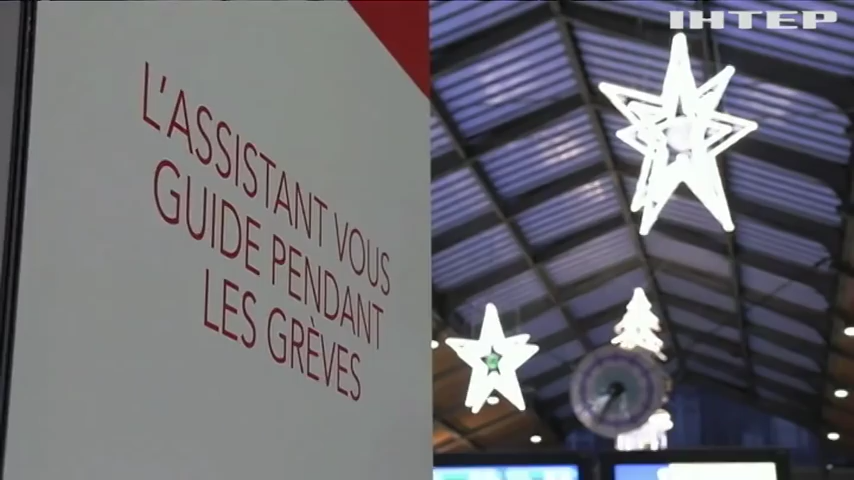 ІНТЕР
L'ASSISTANT VOUS
GUIDE PENDANT
LES GRÈVES